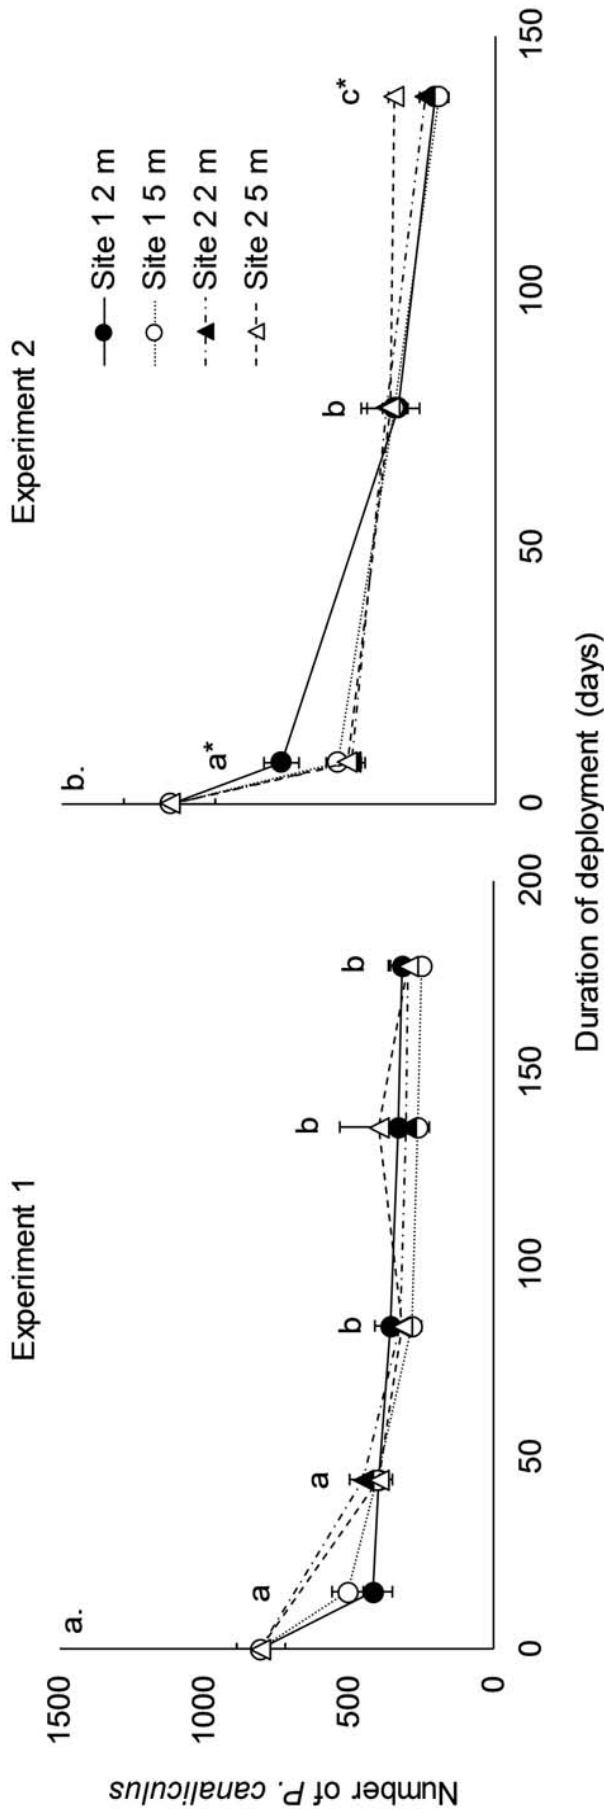 Experiment 1
Experiment 2
a.
b.
Number of P. canaliculus
1500
1000
500
0
a
a
b
b
b
a*
b
c*
Site 1 2 m
Site 1 5 m
Site 2 2 m
Site 2 5 m
0
50
100
150
200
0
50
100
150
Duration of deployment (days)